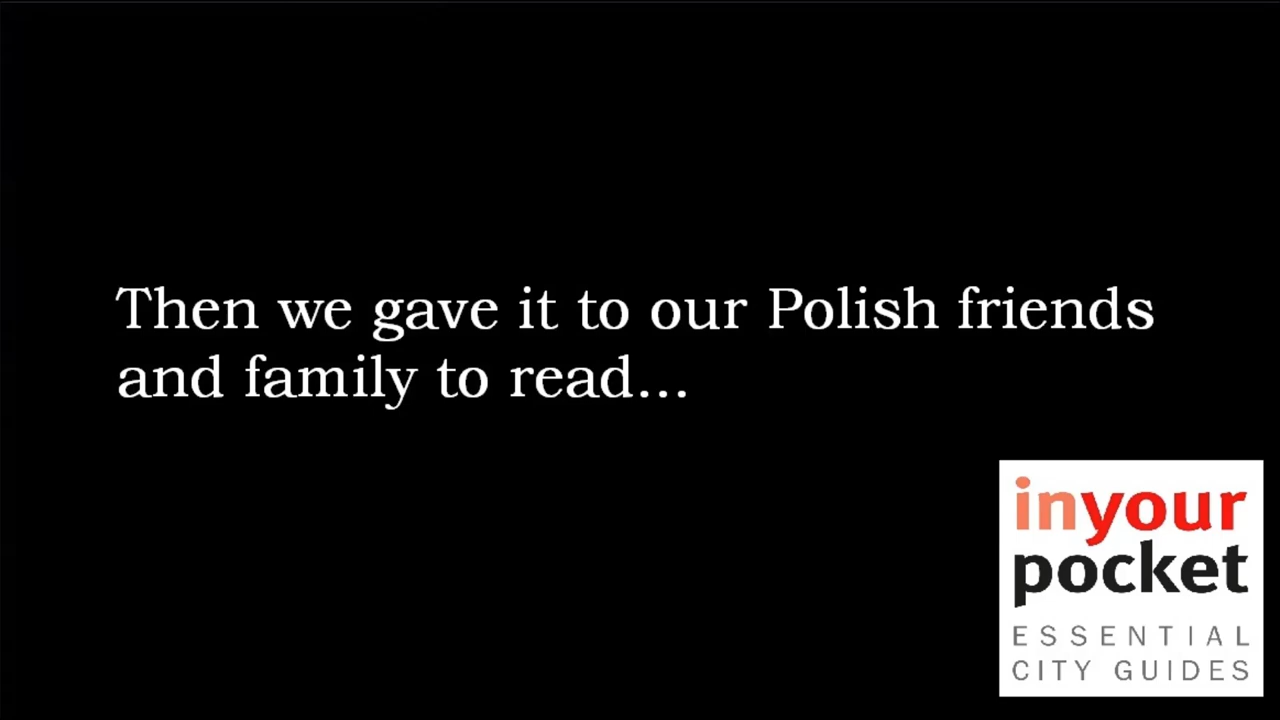 Then we gave it to our Polish friends
and family to read...
inyour
pocket
ESSENTIAL
CITY GUIDES